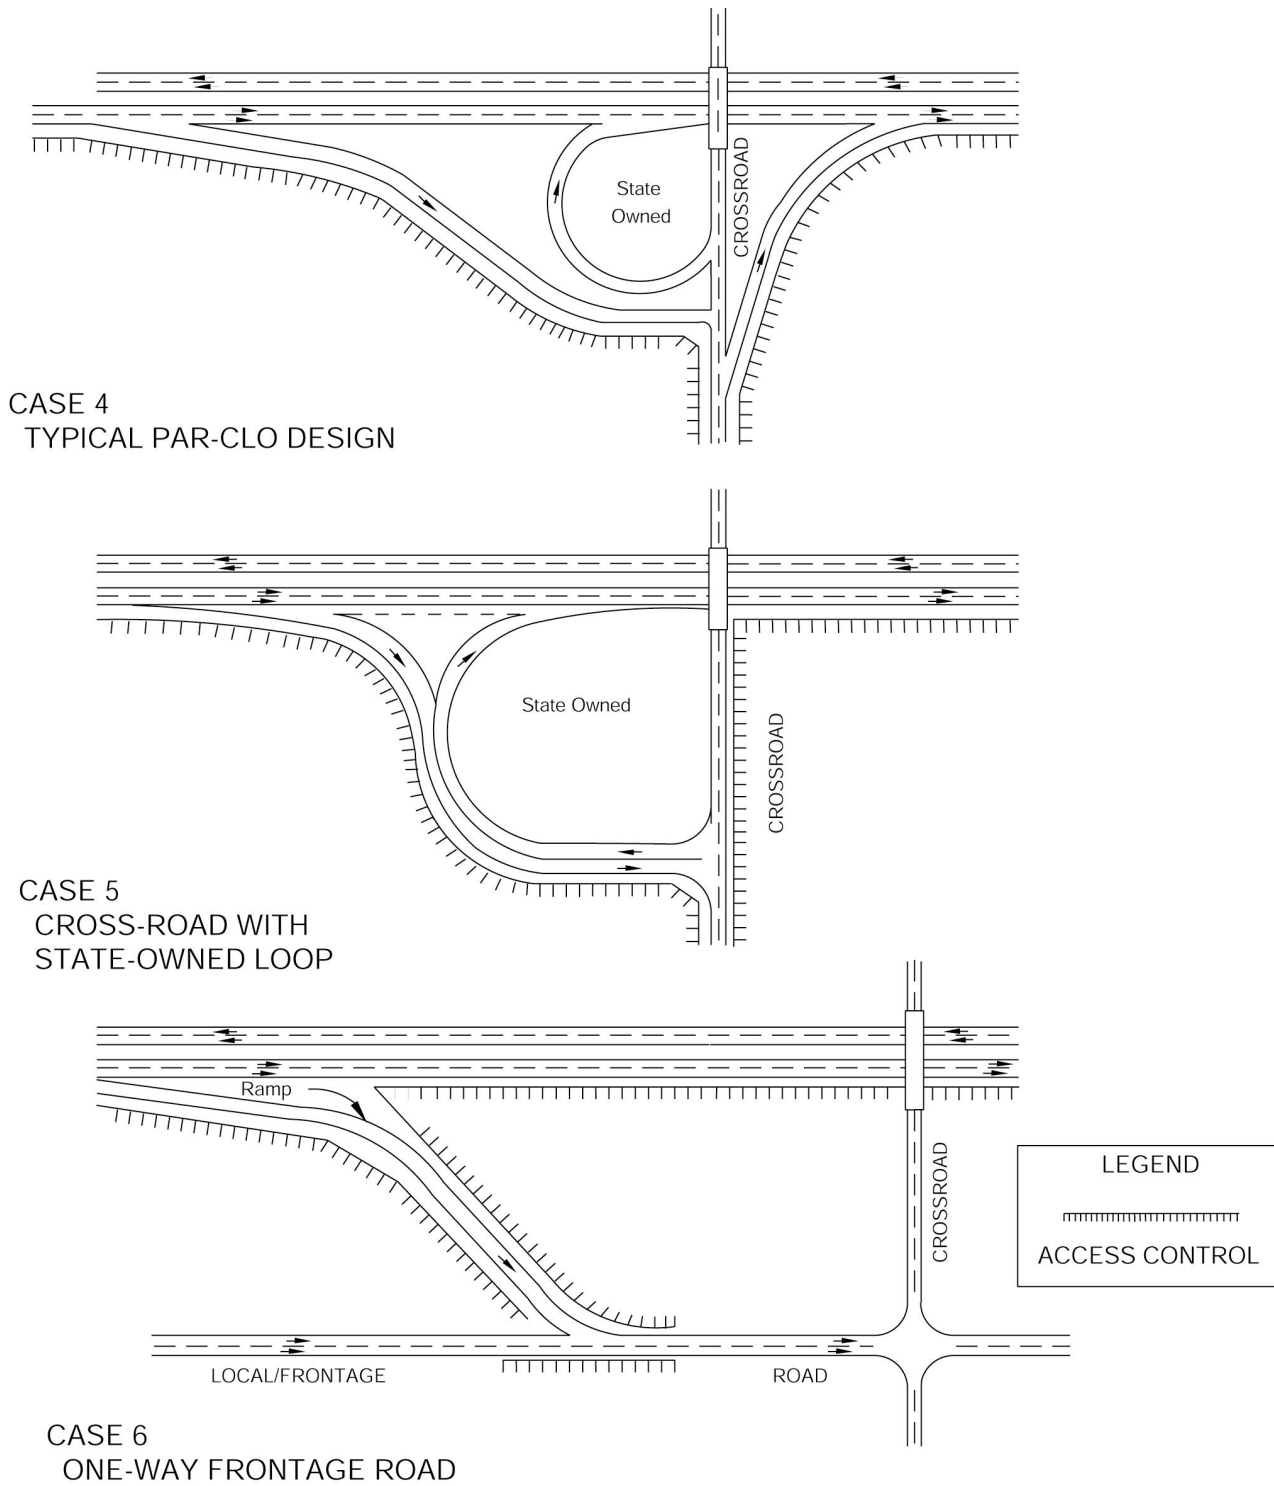 State
Owned
CROSSROAD
CASE 4
TYPICAL PAR-CLO DESIGN
State Owned
CROSSROAD
CASE 5
CROSS-ROAD WITH
STATE-OWNED LOOP
Ramp
CROSSROAD
LEGEND
ACCESS CONTROL
LOCAL/FRONTAGE ROAD
CASE 6
ONE-WAY FRONTAGE ROAD